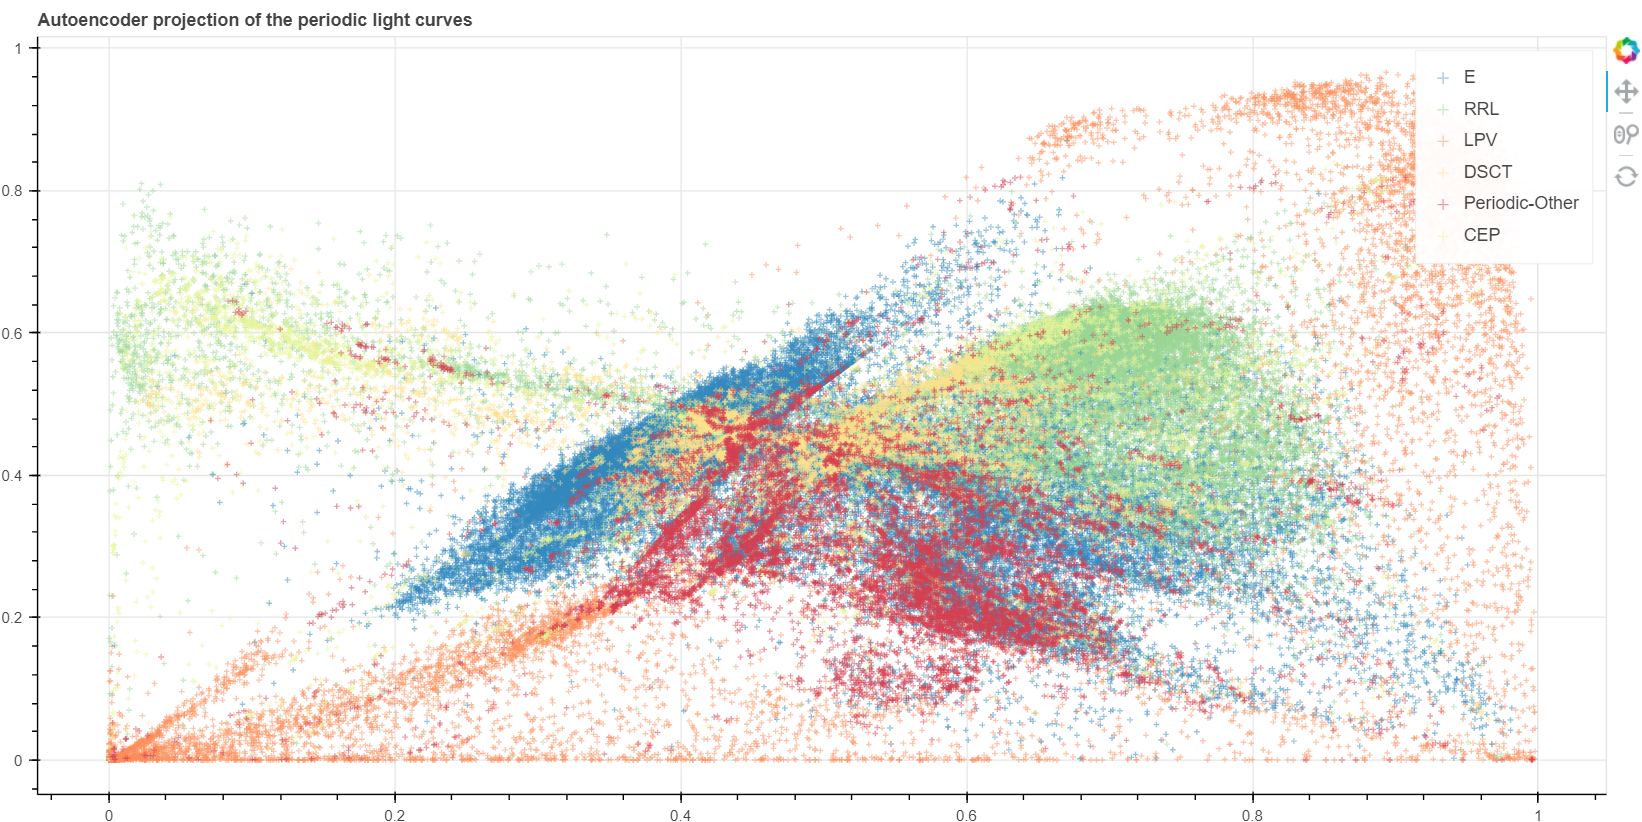 Autoencoder projection of the periodic light curves
1
0.8
0.6
0.4
0.2
0
0
0.2
0.4
0.6
0.8
1
E
RRL
LPV
DSCT
Periodic-Other
CEP